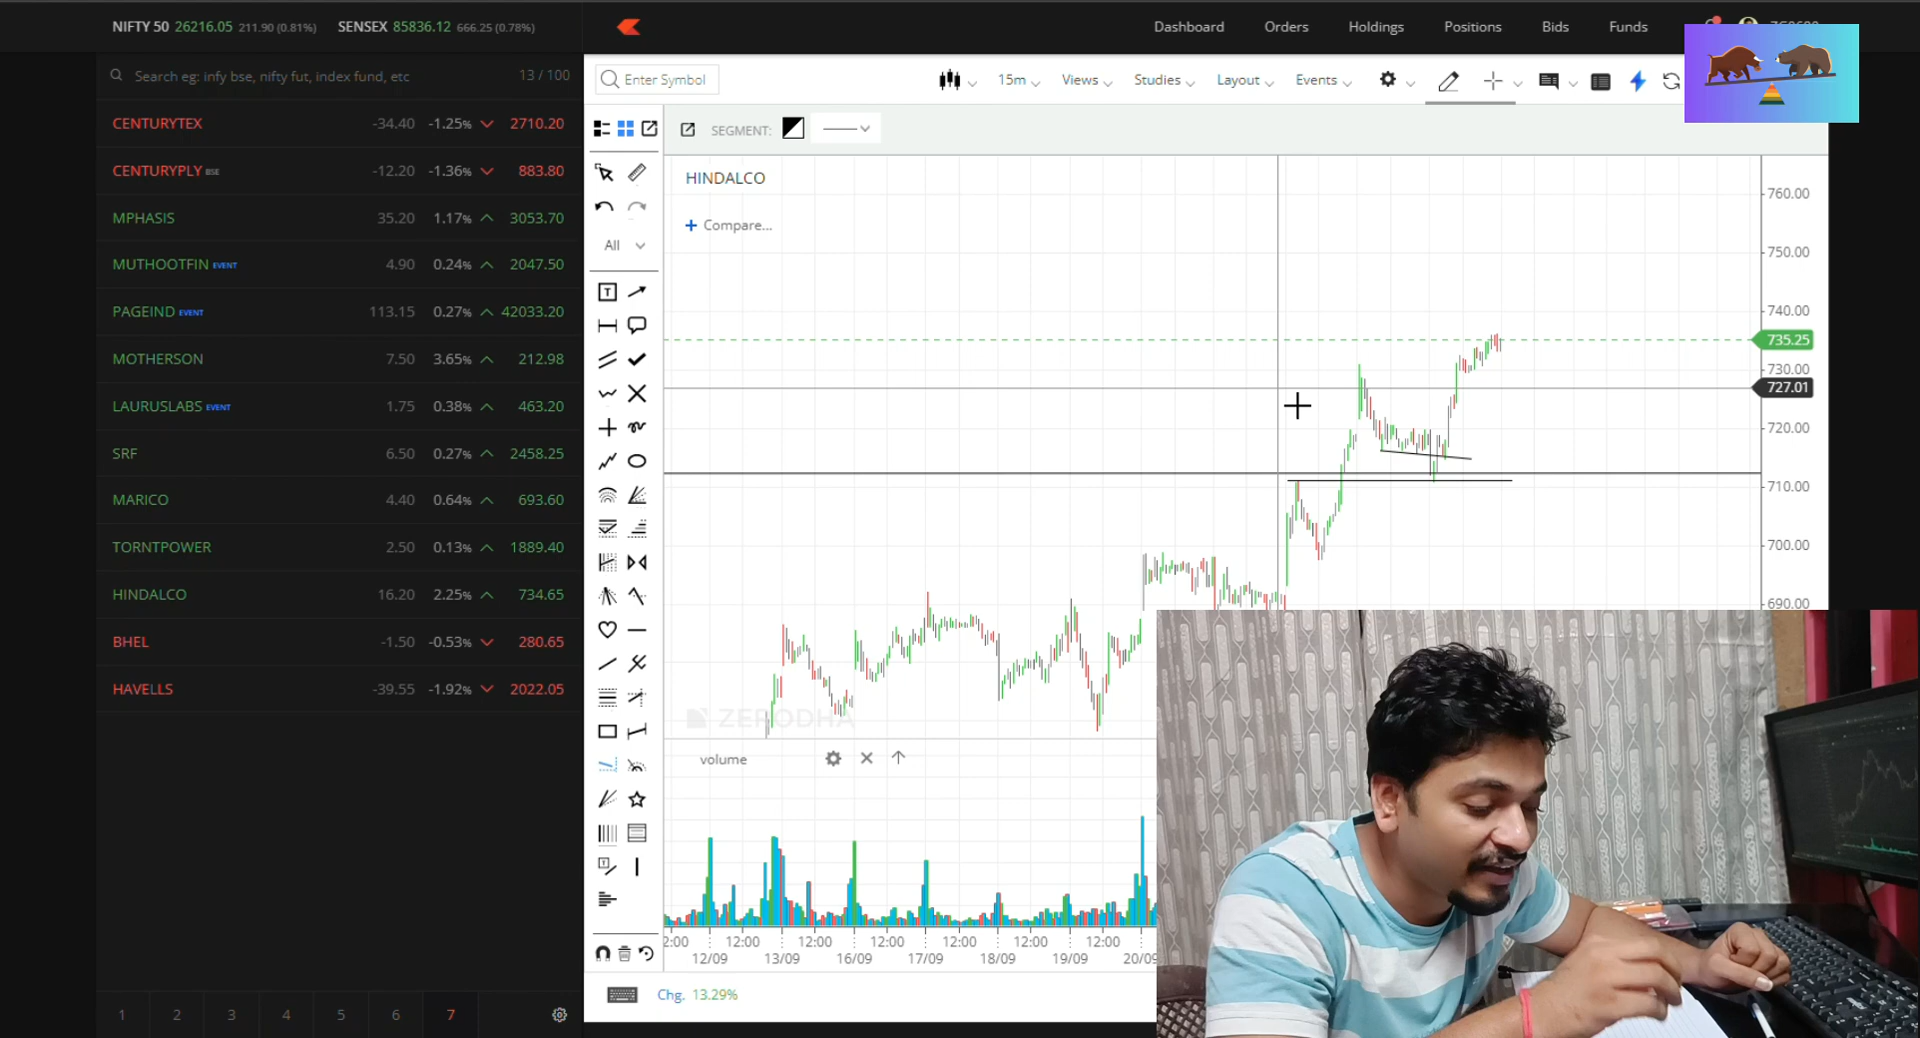 NIFTY 50 26216.05 211.90 (0.81%) SENSEX 85836.12 666.25 (0.78%)
Dashboard Orders Holdings Positions Bids Funds
Search eg: infy bse, nifty fut, index fund, etc 13 / 100
Enter Symbol 15m Views Studies Layout Events
CENTURYTEX -34.40 -1.25% 2710.20
SEGMENT:
CENTURYPLY BSE -12.20 -1.36% 883.80
HINDALCO
MPHASIS 35.20 1.17% 3053.70
Compare...
All
MUTHOOTFIN EVENT 4.90 0.24% 2047.50
PAGEIND EVENT 113.15 0.27% 42033.20
MOTHERSON 7.50 3.65% 212.98
LAURUSLABS EVENT 1.75 0.38% 463.20
SRF 6.50 0.27% 2458.25
MARICO 4.40 0.64% 693.60
TORNTPOWER 2.50 0.13% 1889.40
HINDALCO 16.20 2.25% 734.65
BHEL -1.50 -0.53% 280.65
HAVELLS -39.55 -1.92% 2022.05
760.00
750.00
740.00
735.25
730.00
727.01
720.00
710.00
700.00
690.00
ZERODHA
volume
2:00 12:00 12:00 12:00 12:00 12:00 12:00
12/09 13/09 16/09 17/09 18/09 19/09 20/09
Chg. 13.29%
1 2 3 4 5 6 7